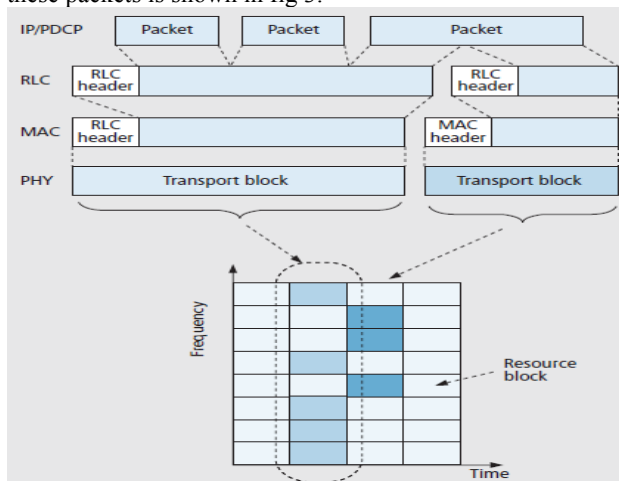 these packets is shown in fig 5.
IP/PDCP Packet Packet Packet
RLC RLC header RLC header
MAC RLC header MAC header
PHY Transport block Transport block
Frequency
Resource block
Time